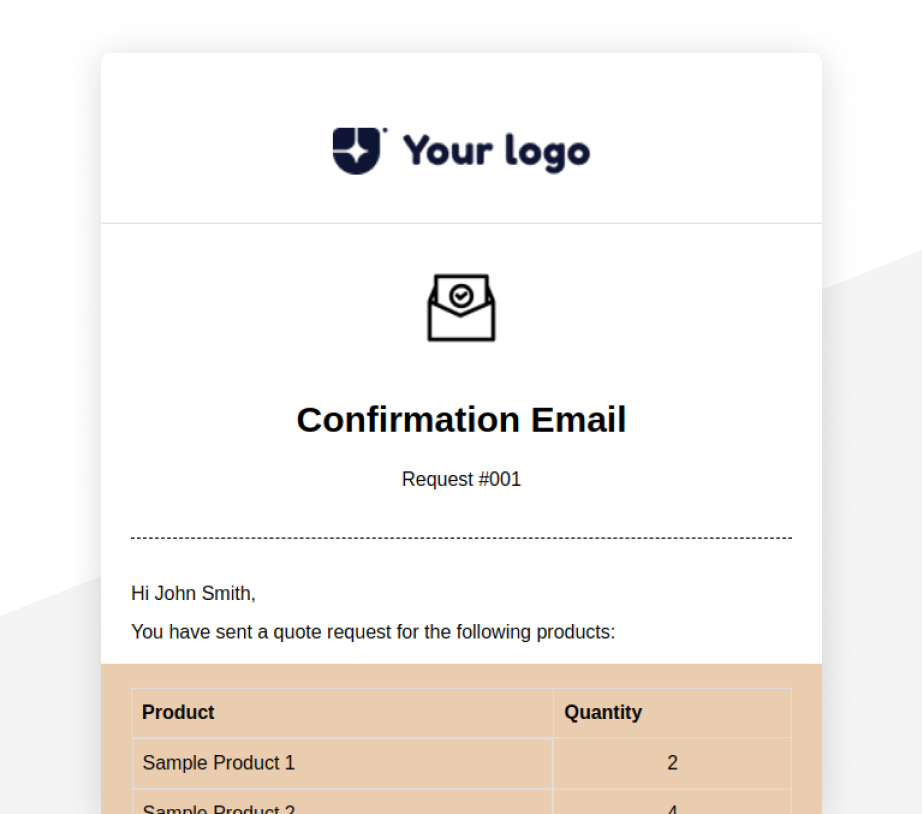 Your logo
Confirmation Email
Request #001
Hi John Smith,
You have sent a quote request for the following products:
Product Quantity
Sample Product 1 2
Sample Product 2 4